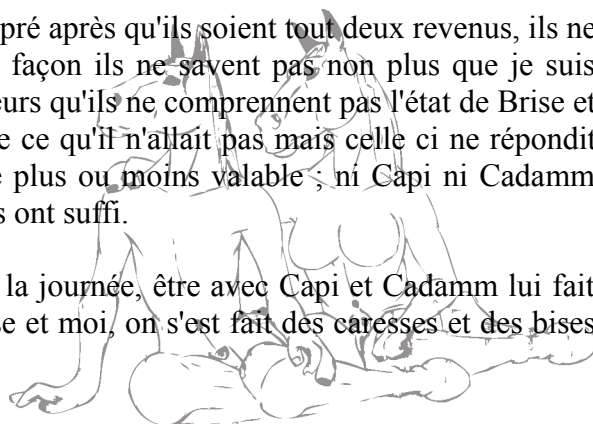 pré après qu'ils soient tout deux revenus, ils ne
façon ils ne savent pas non plus que je suis
eurs qu'ils ne comprennent pas l'état de Brise et
e ce qu'il n'allait pas mais celle ci ne répondit
e plus ou moins valable ; ni Capi ni Cadamm
s ont suffi.
la journée, être avec Capi et Cadamm lui fait
se et moi, on s'est fait des caresses et des bises